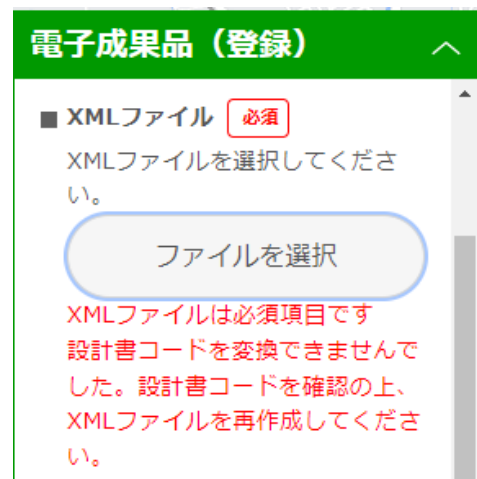 電子成果品（登録）
■ XMLファイル 必須
XMLファイルを選択してくださ
い。
ファイルを選択
XMLファイルは必須項目です
設計書コードを変換できませんで
した。設計書コードを確認の上、
XMLファイルを再作成してくださ
い。